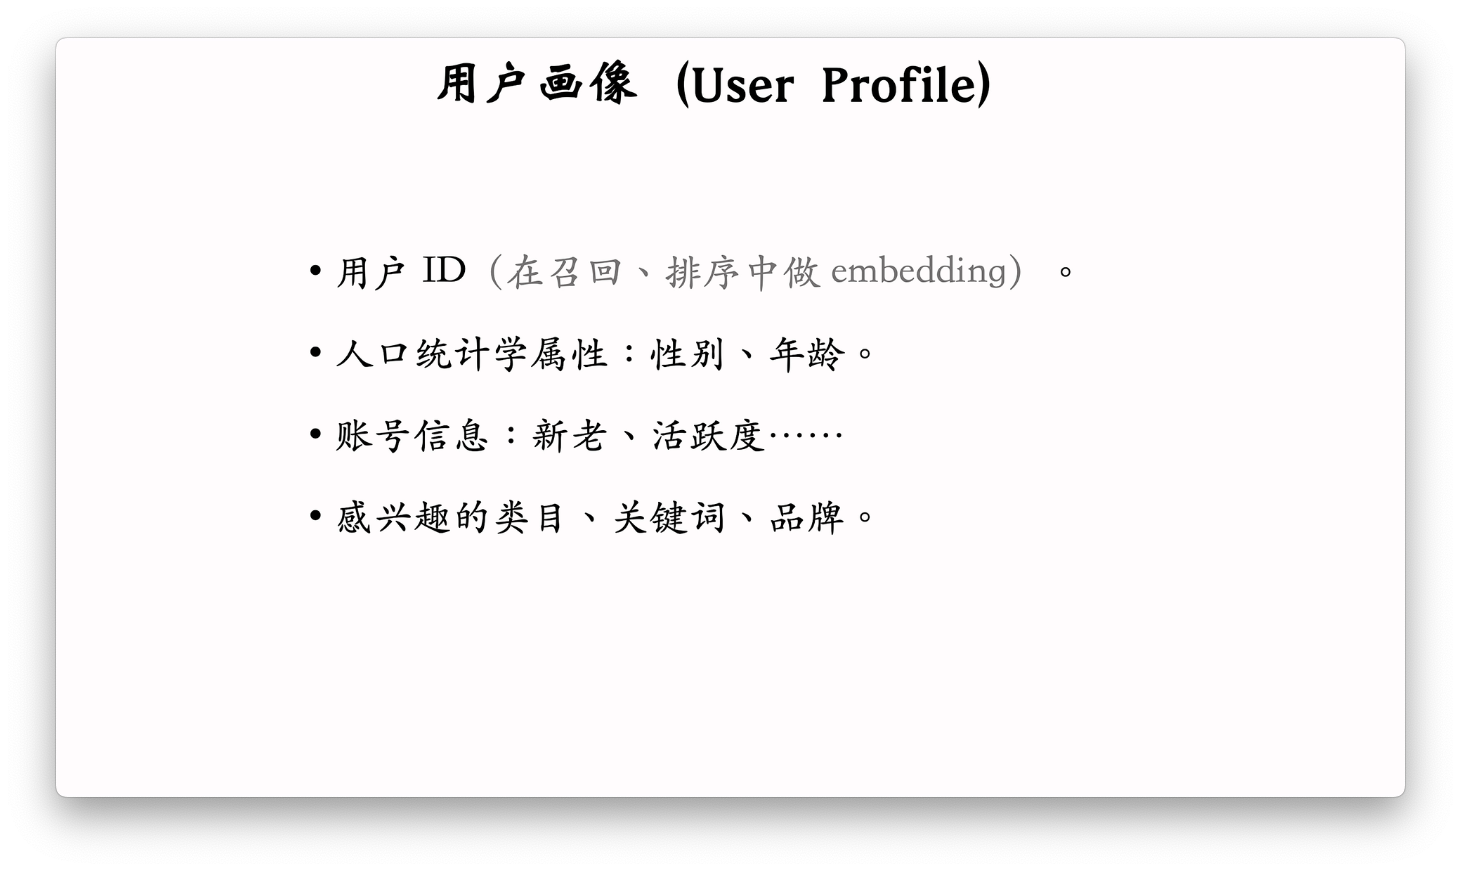 用户画像 (User Profile)
• 用户 ID（在召回、排序中做 embedding）。
• 人口统计学属性：性别、年龄。
• 账号信息：新老、活跃度……
• 感兴趣的类目、关键词、品牌。